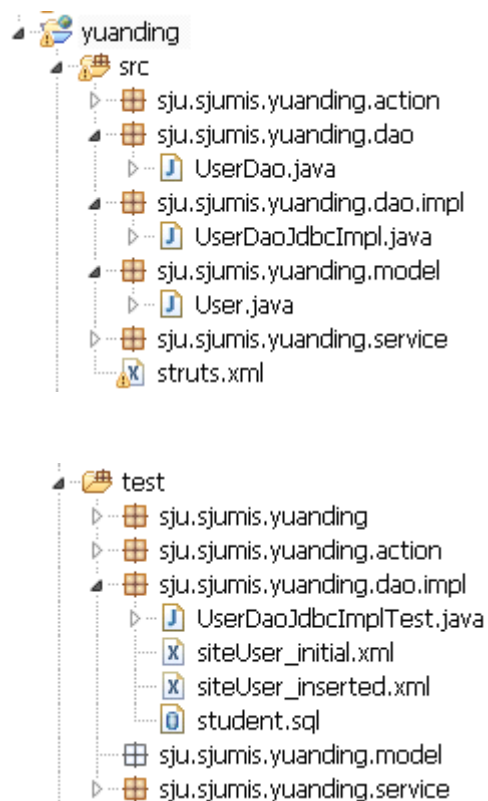 yuanding
src
sju.sjumis.yuanding.action
sju.sjumis.yuanding.dao
UserDao.java
sju.sjumis.yuanding.dao.impl
UserDaoJdbcImpl.java
sju.sjumis.yuanding.model
User.java
sju.sjumis.yuanding.service
struts.xml
test
sju.sjumis.yuanding
sju.sjumis.yuanding.action
sju.sjumis.yuanding.dao.impl
UserDaoJdbcImplTest.java
siteUser_initial.xml
siteUser_inserted.xml
student.sql
sju.sjumis.yuanding.model
sju.sjumis.yuanding.service